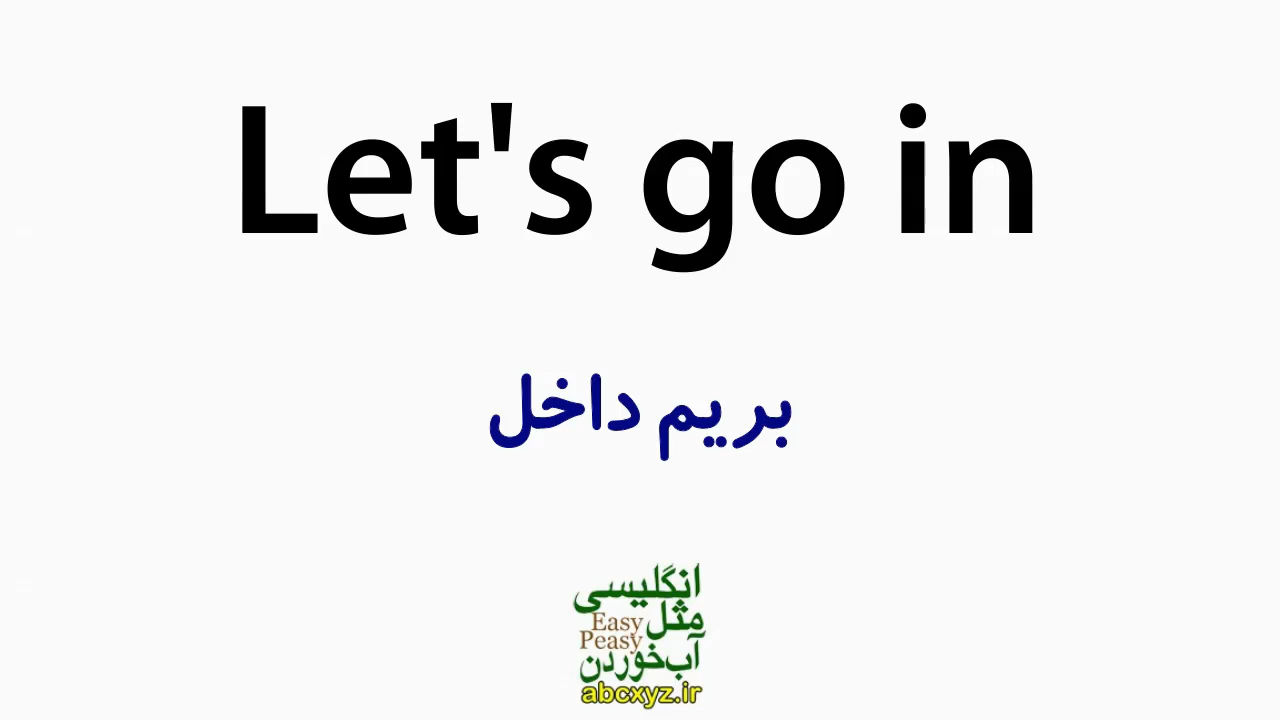 Let's go in
بریم داخل
انگلیسی
مثل
Easy
Peasy
آب‌خوردن
abcxyz.ir